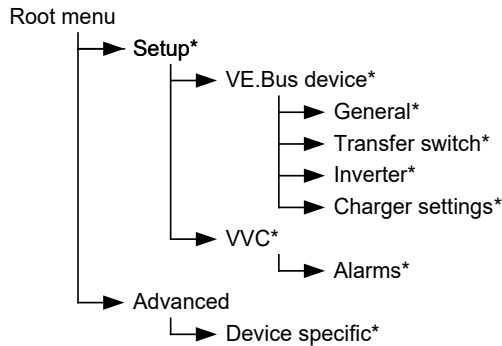 Root menu
Setup*
VE.Bus device*
General*
Transfer switch*
Inverter*
Charger settings*
VVC*
Alarms*
Advanced
Device specific*